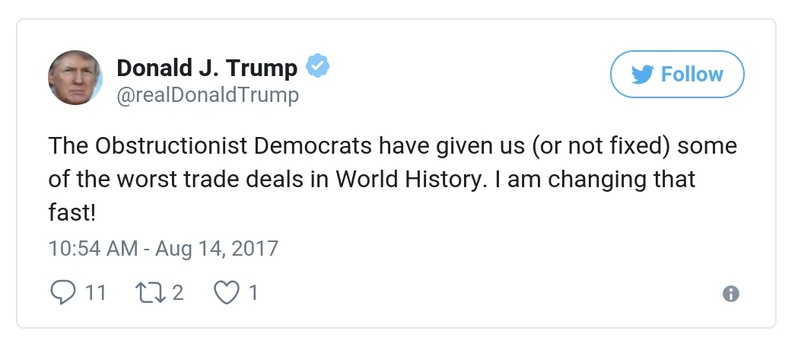 Donald J. Trump
@realDonaldTrump
Follow
The Obstructionist Democrats have given us (or not fixed) some
of the worst trade deals in World History. I am changing that
fast!
10:54 AM - Aug 14, 2017
11 2 1